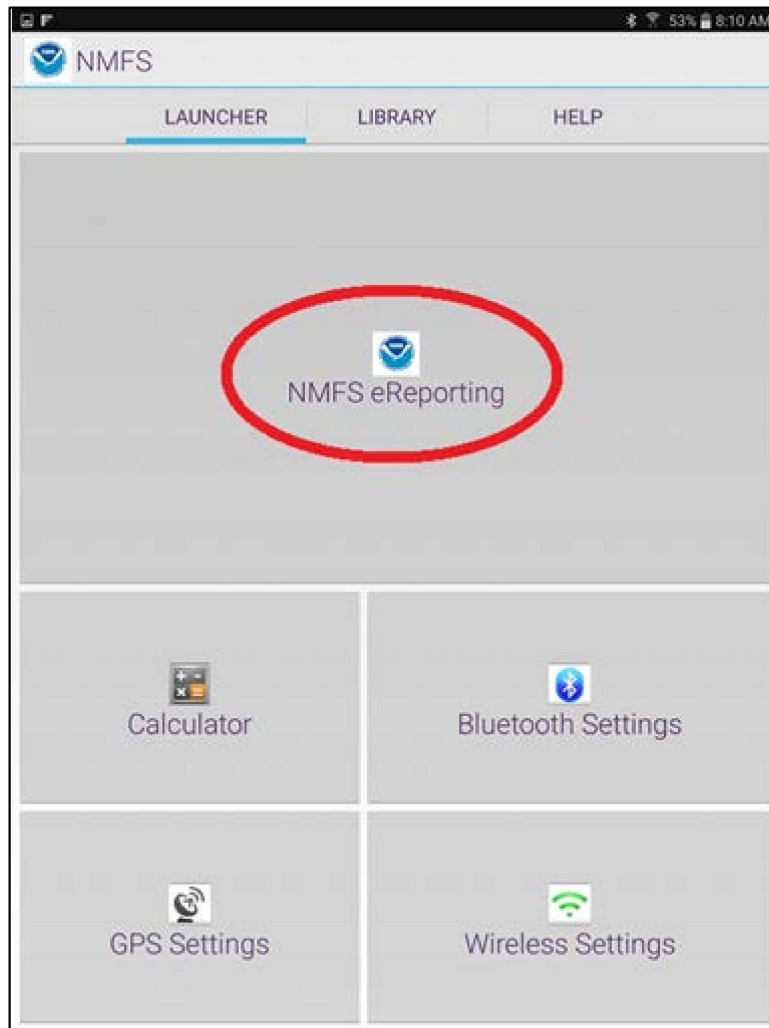 53% 8:10 AM
NMFS
LAUNCHER LIBRARY HELP
NMFS eReporting
Calculator Bluetooth Settings
GPS Settings Wireless Settings